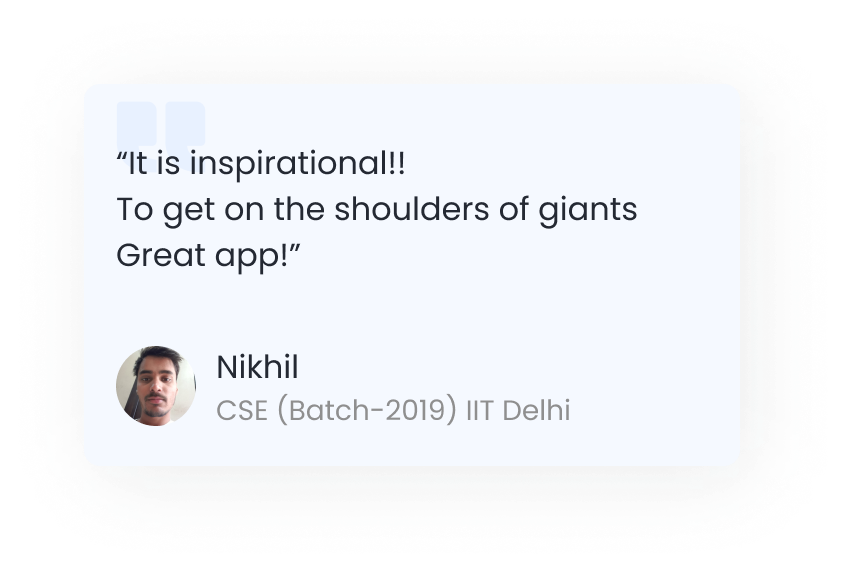 “It is inspirational!!
To get on the shoulders of giants
Great app!”
Nikhil
CSE (Batch-2019) IIT Delhi